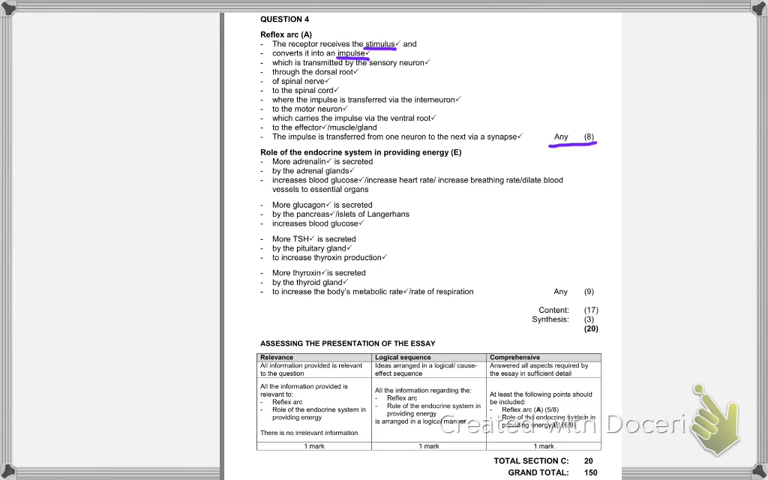 QUESTION 4
Reflex arc (A)
- The receptor receives the stimulus✓ and
- converts it into an impulse✓
- which is transmitted by the sensory neuron✓
- through the dorsal root✓
- of spinal nerve✓
- to the spinal cord✓
- where the impulse is transferred via the interneuron✓
- to the motor neuron✓
- which carries the impulse via the ventral root✓
- to the effector✓/muscle/gland
- The impulse is transferred from one neuron to the next via a synapse✓ Any (8)
Role of the endocrine system in providing energy (E)
- More adrenalin✓ is secreted
- by the adrenal glands✓
- increases blood glucose✓/increase heart rate/ increase breathing rate/dilate blood
vessels to essential organs
- More glucagon✓ is secreted
- by the pancreas✓/islets of Langerhans
- increases blood glucose✓
- More TSH✓ is secreted
- by the pituitary gland✓
- to increase thyroxin production✓
- More thyroxin✓is secreted
- by the thyroid gland✓
- to increase the body's metabolic rate✓/rate of respiration Any (9)
Content: (17)
Synthesis: (3)
(20)
ASSESSING THE PRESENTATION OF THE ESSAY
Relevance Logical sequence Comprehensive
All information provided is relevant
to the question
Ideas arranged in a logical/ cause-
effect sequence
Answered all aspects required by
the essay in sufficient detail
All the information provided is
relevant to:
- Reflex arc
- Role of the endocrine system in
providing energy
There is no irrelevant information
All the information regarding the:
- Reflex arc
- Role of the endocrine system in
providing energy
is arranged in a logical manner
At least the following points should
be included:
- Reflex arc (A) (5/8)
- Role of the endocrine system in
providing energy (E) (6/9)
1 mark 1 mark 1 mark
Created with Doceri
TOTAL SECTION C: 20
GRAND TOTAL: 150